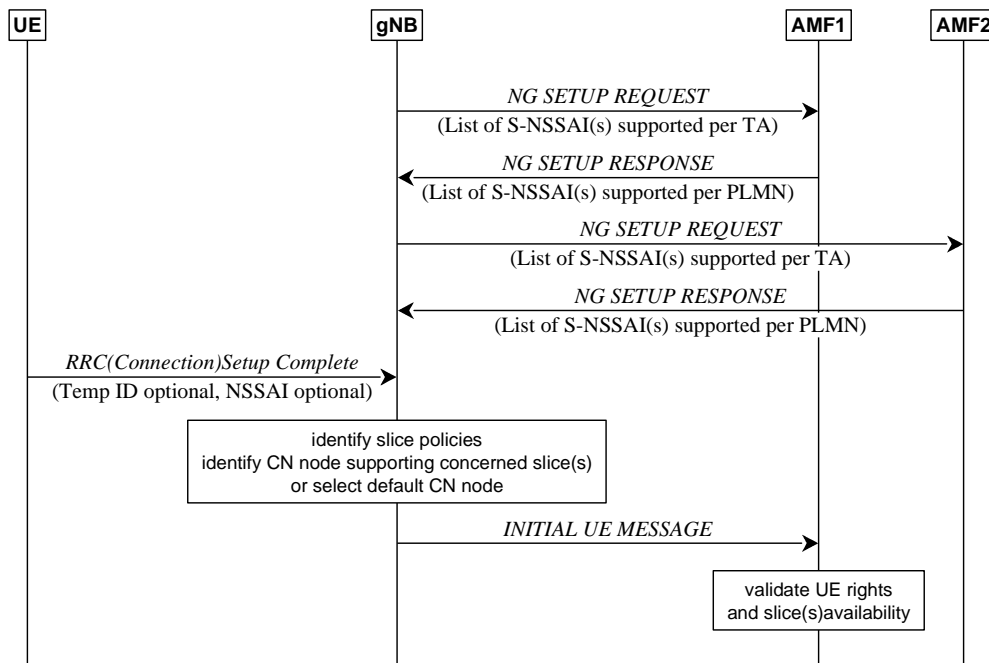 UE
gNB
AMF1
AMF2
NG SETUP REQUEST
(List of S-NSSAI(s) supported per TA)
NG SETUP RESPONSE
(List of S-NSSAI(s) supported per PLMN)
NG SETUP REQUEST
(List of S-NSSAI(s) supported per TA)
NG SETUP RESPONSE
(List of S-NSSAI(s) supported per PLMN)
RRC(Connection)Setup Complete
(Temp ID optional, NSSAI optional)
identify slice policies
identify CN node supporting concerned slice(s)
or select default CN node
INITIAL UE MESSAGE
validate UE rights
and slice(s)availability